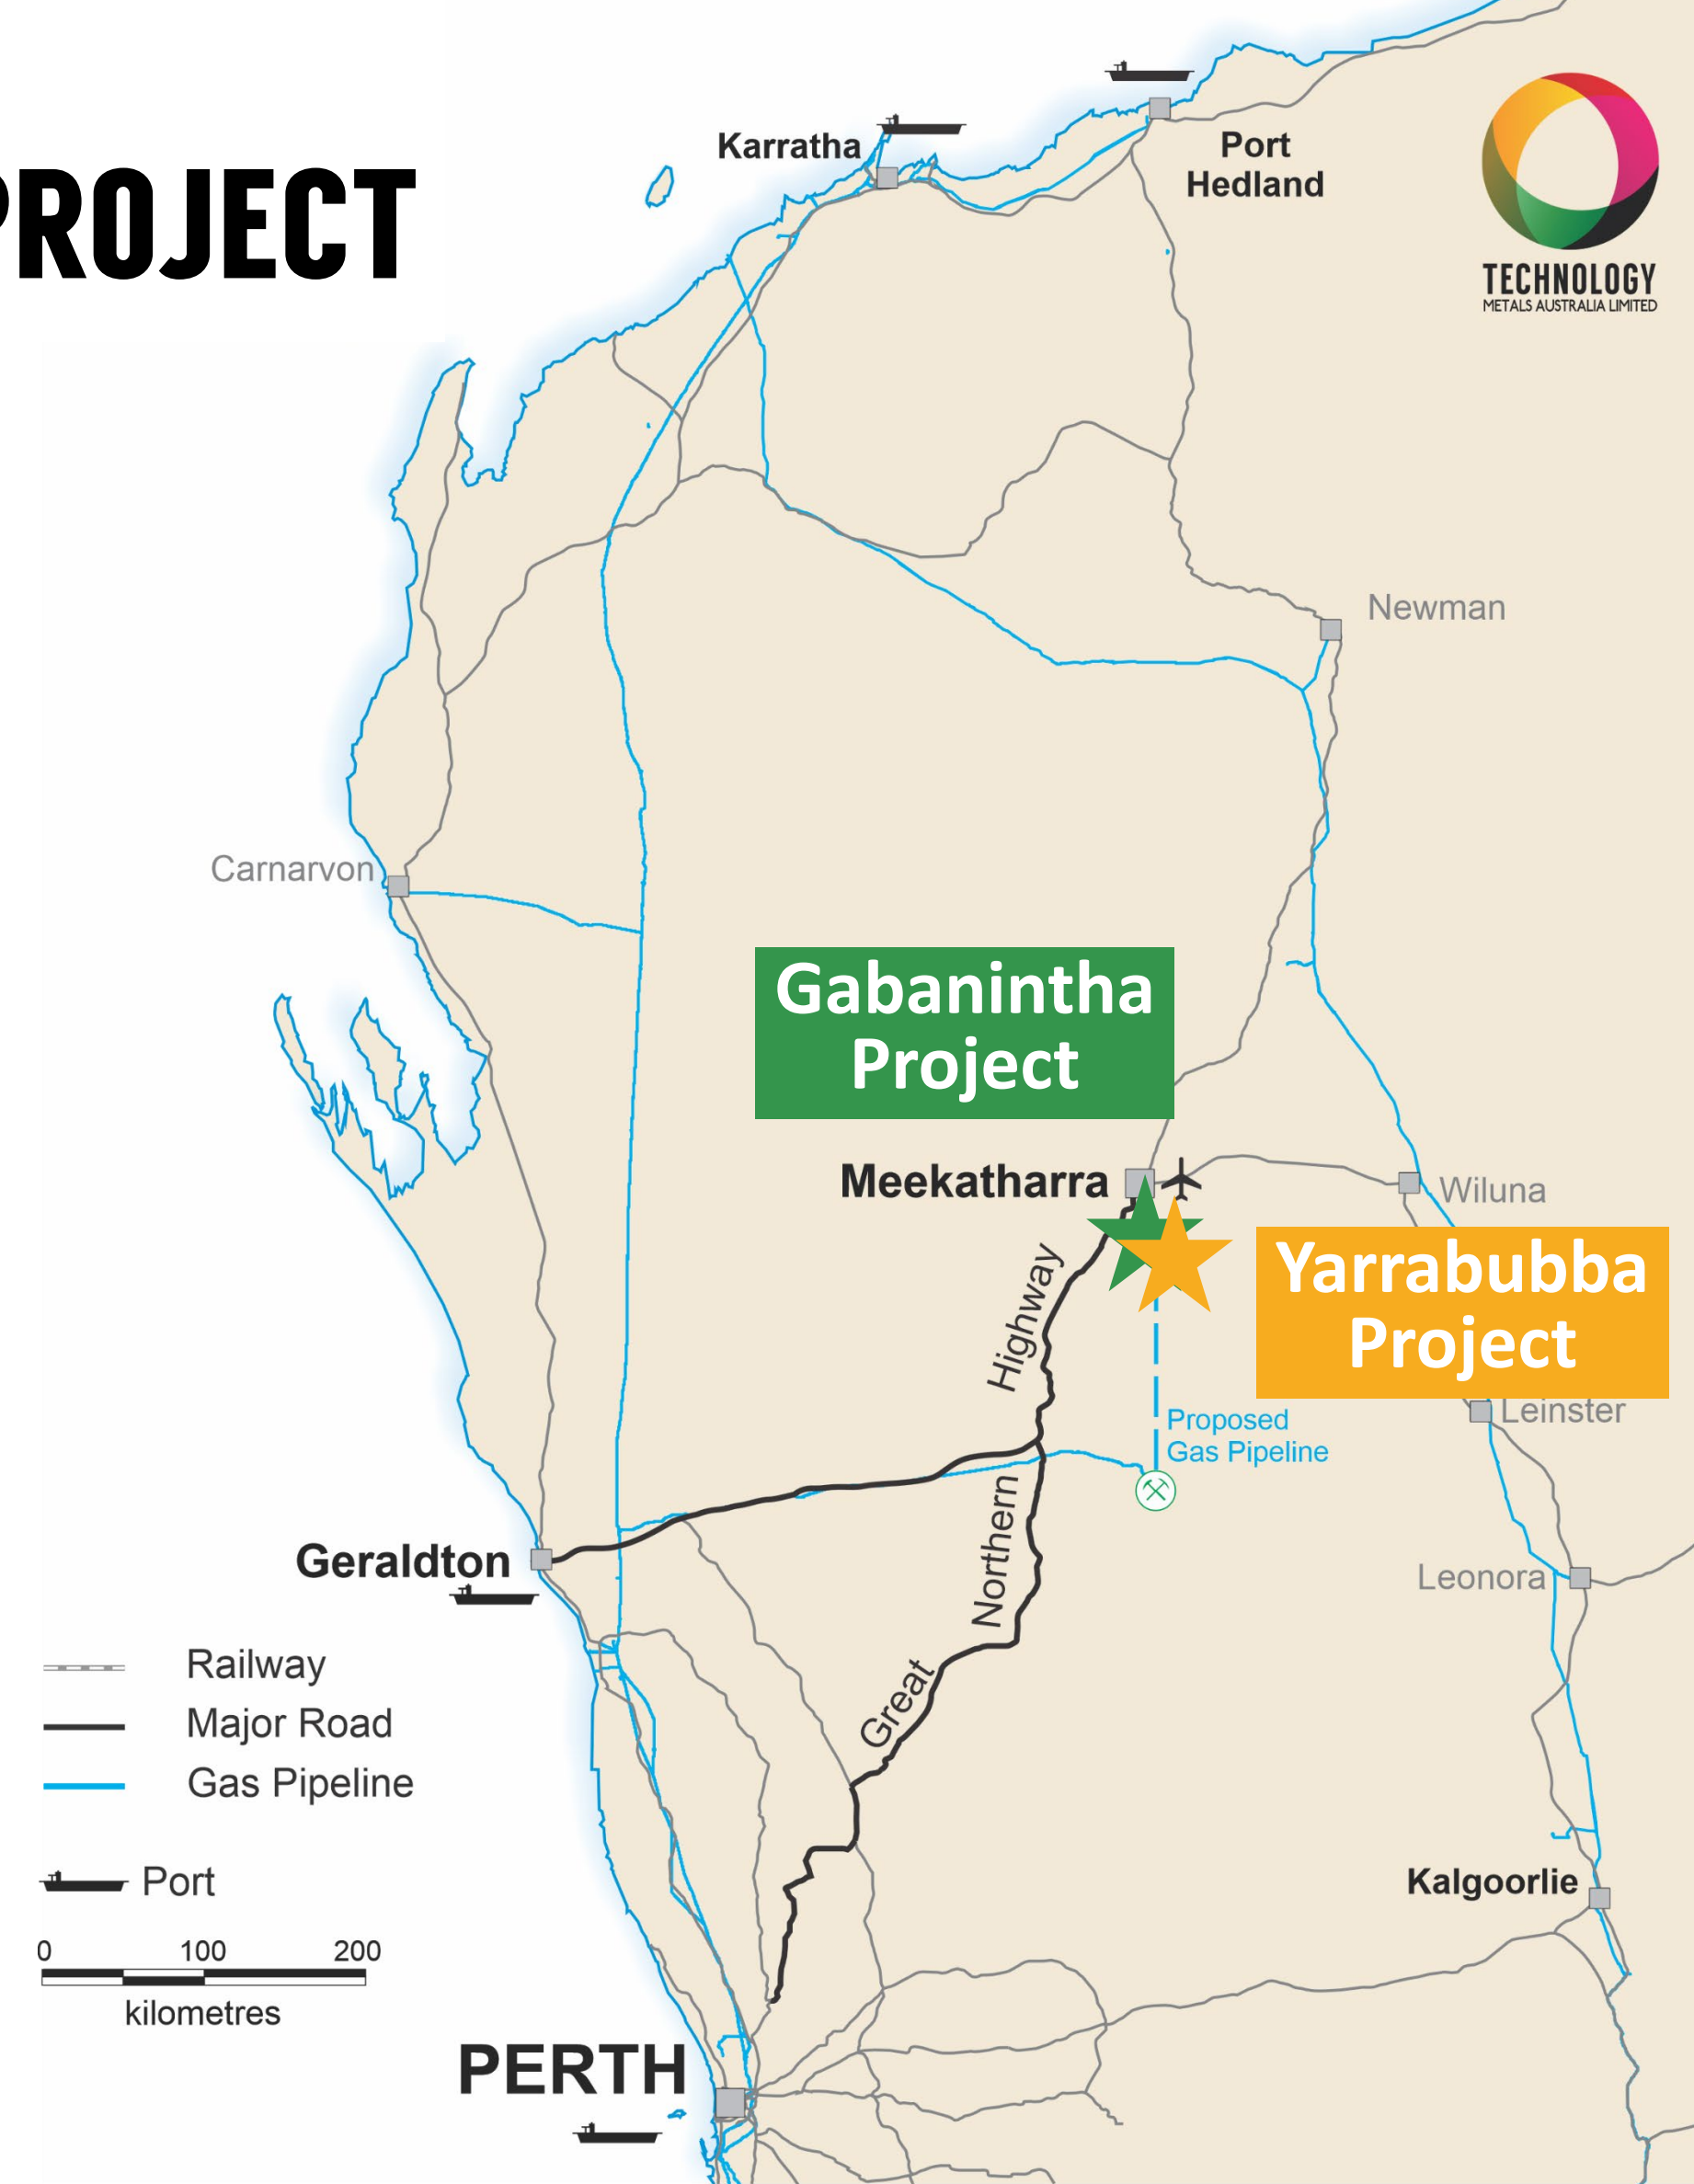 PROJECT
Karratha
Port
Hedland
TECHNOLOGY
METALS AUSTRALIA LIMITED
Newman
Carnarvon
Gabanintha
Project
Meekatharra
Wiluna
Yarrabubba
Project
Highway
Leinster
Proposed
Gas Pipeline
Northern
Geraldton
Leonora
Great
Railway
Major Road
Gas Pipeline
Port
Kalgoorlie
0 100 200
kilometres
PERTH